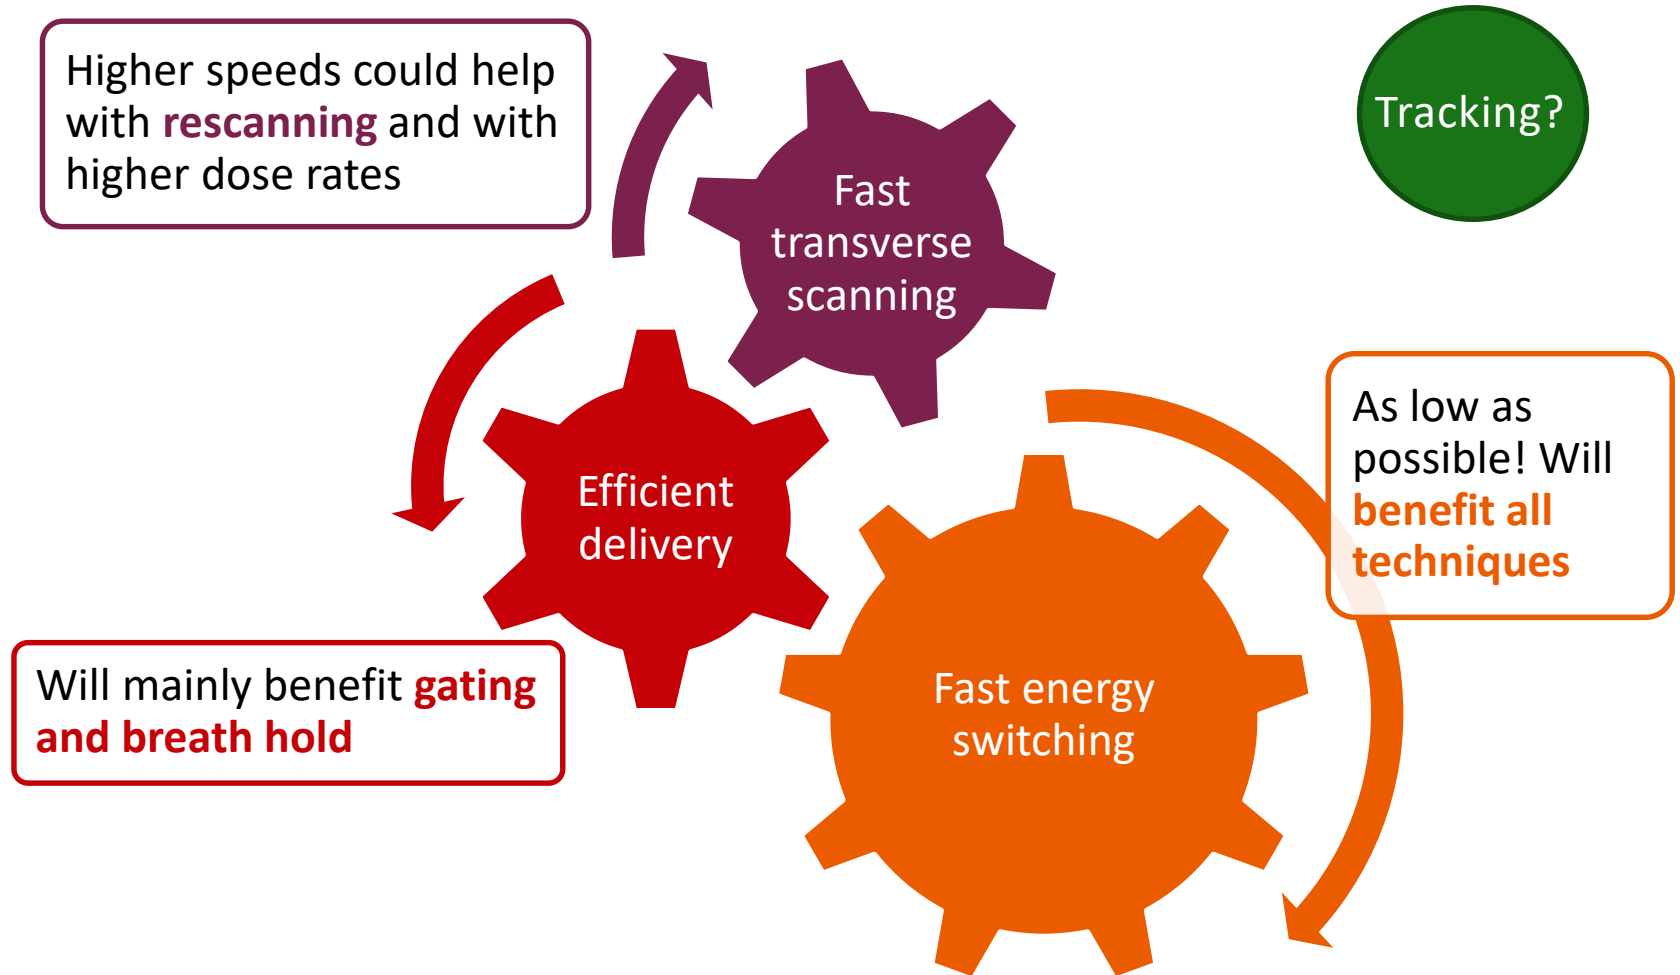 Higher speeds could help
with rescanning and with
higher dose rates
Fast
transverse
scanning
Tracking?
Efficient
delivery
As low as
possible! Will
benefit all
techniques
Will mainly benefit gating
and breath hold
Fast energy
switching